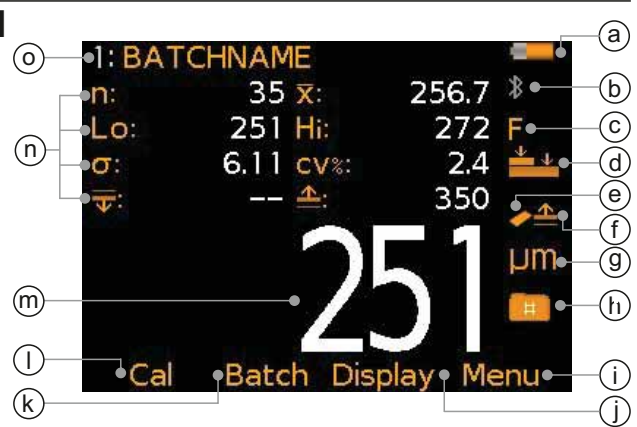 1: BATCHNAME
n: 35 x̄: 256.7
Lo: 251 Hi: 272
σ: 6.11 cv%: 2.4
: -- : 350
251
F
µm
#
Cal Batch Display Menu
a
b
c
d
e
f
g
h
i
j
k
l
m
n
o